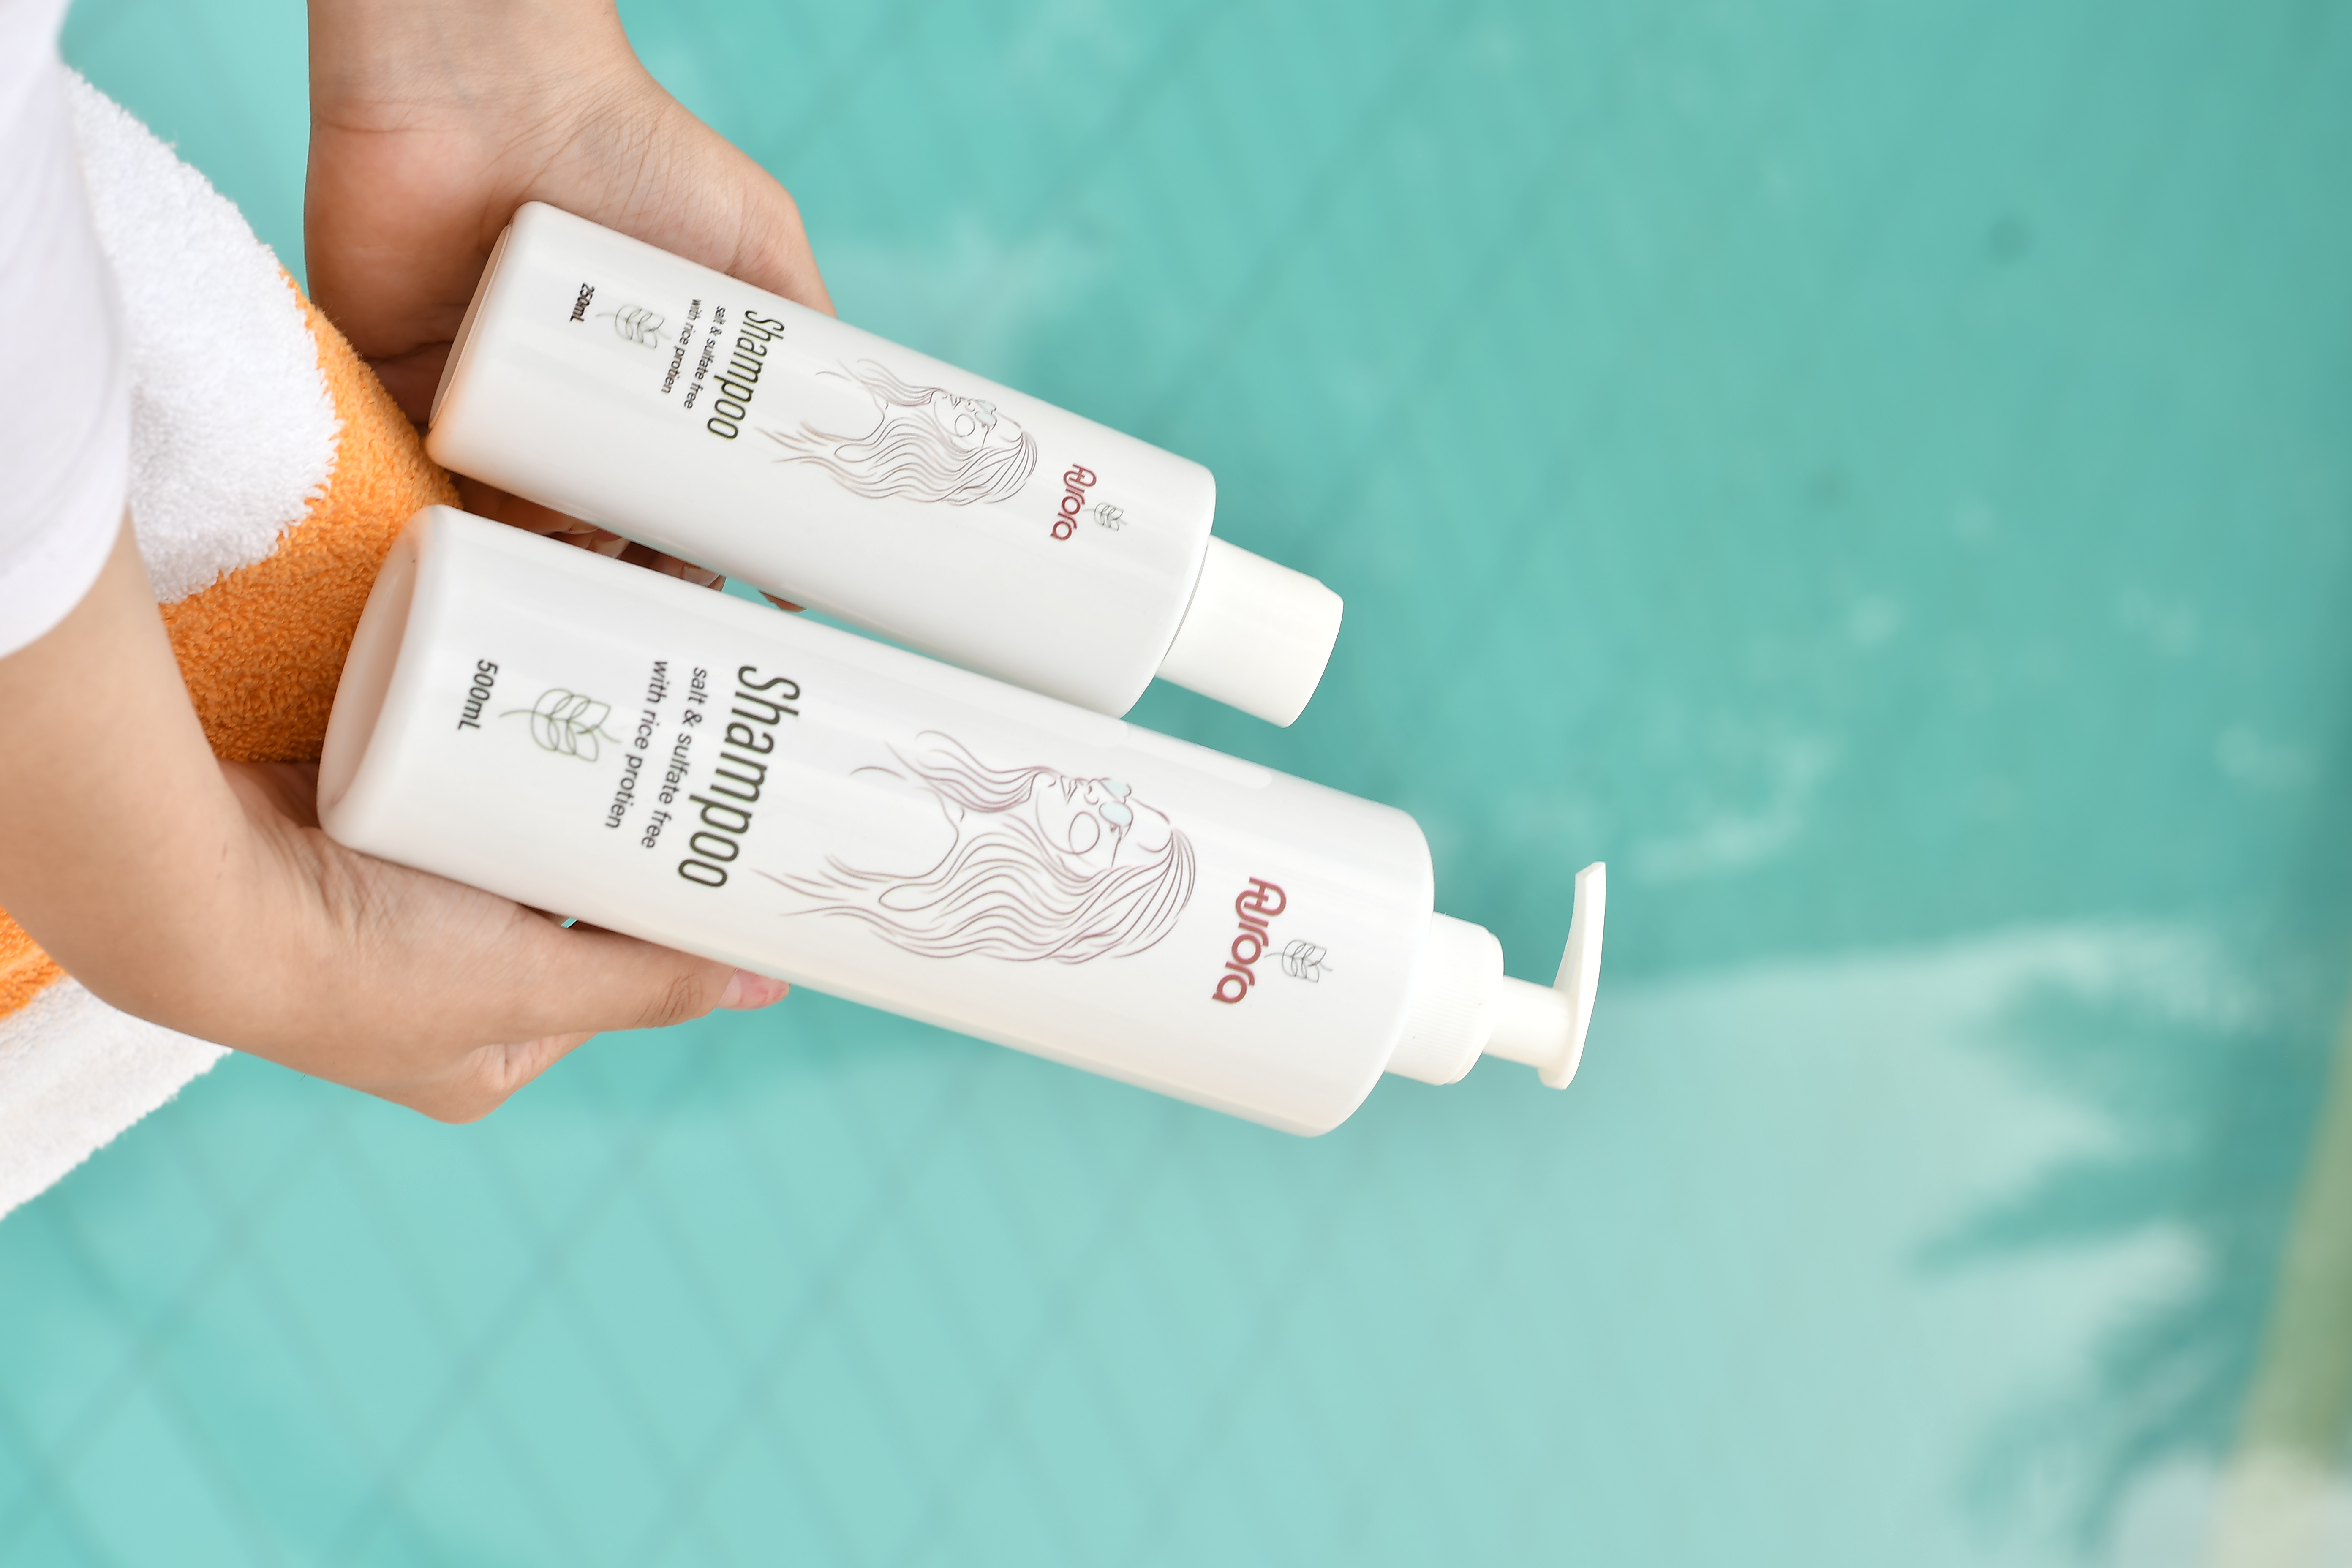 Aurora
Shampoo
salt & sulfate free
with rice protien
250mL
Aurora
Shampoo
salt & sulfate free
with rice protien
500mL